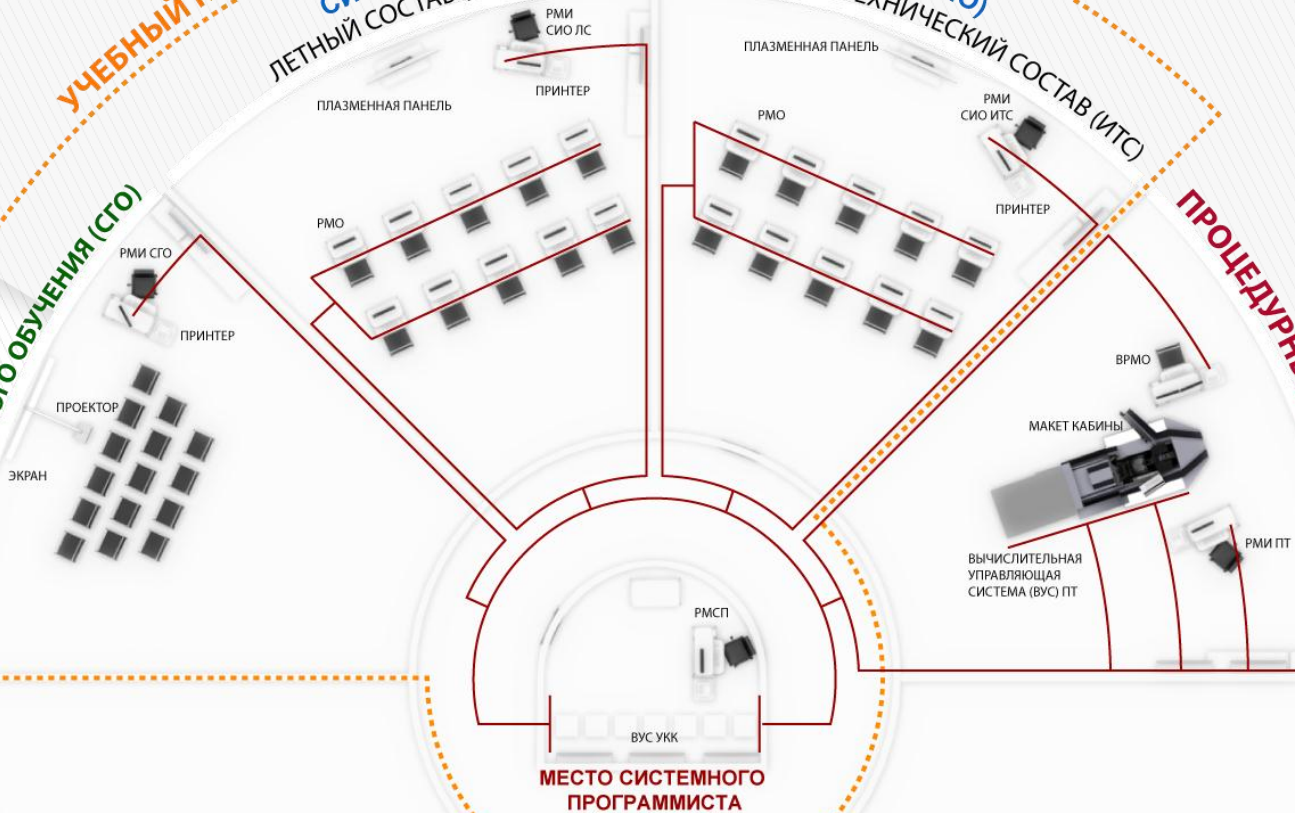 УЧЕБНЫЙ
ЛЕТНЫЙ СОСТАВ
ТЕХНИЧЕСКИЙ СОСТАВ (ИТС)
РМИ
СИО ЛС
ПРИНТЕР
ПЛАЗМЕННАЯ ПАНЕЛЬ
РМО
ПЛАЗМЕННАЯ ПАНЕЛЬ
РМО
РМИ
СИО ИТС
ПРИНТЕР
ОБУЧЕНИЯ (СГО)
РМИ СГО
ПРИНТЕР
ПРОЕКТОР
ЭКРАН
ВРМО
МАКЕТ КАБИНЫ
ВЫЧИСЛИТЕЛЬНАЯ
УПРАВЛЯЮЩАЯ
СИСТЕМА (ВУС) ПТ
РМИ ПТ
РМСП
ВУС УКК
МЕСТО СИСТЕМНОГО
ПРОГРАММИСТА